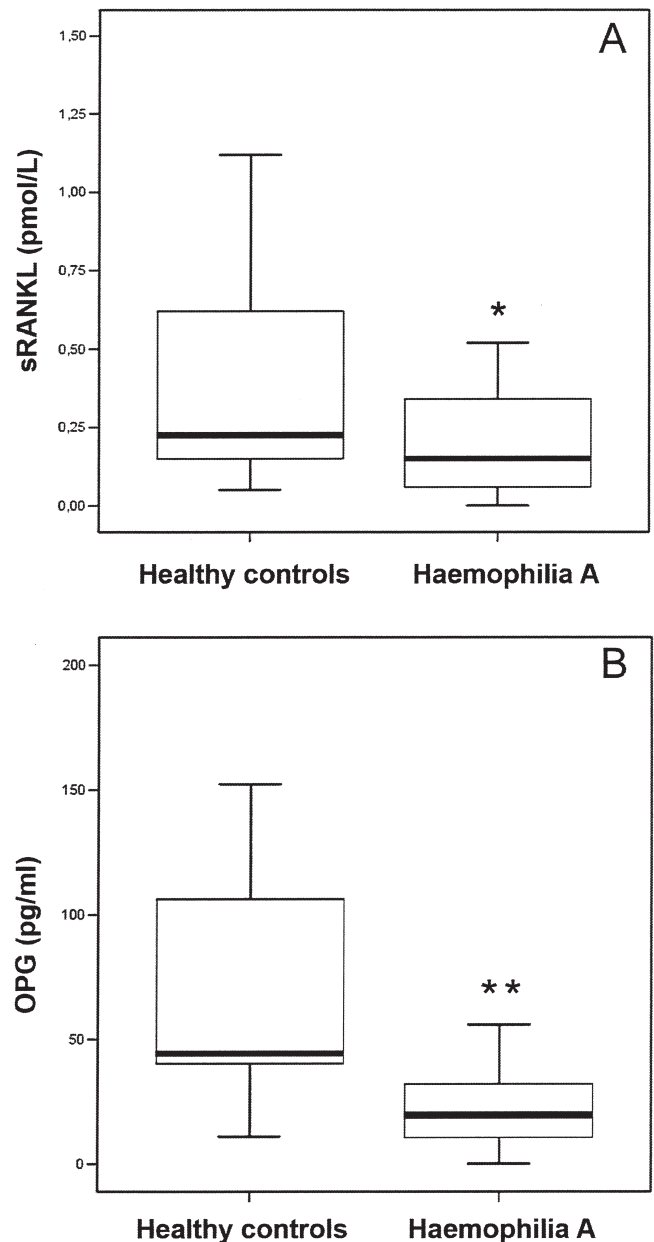 A
1,50
1,25
1,00
0,75
0,50
0,25
0,00
sRANKL (pmol/L)
*
Healthy controls Haemophilia A
B
200
150
100
50
0
OPG (pg/ml)
**
Healthy controls Haemophilia A